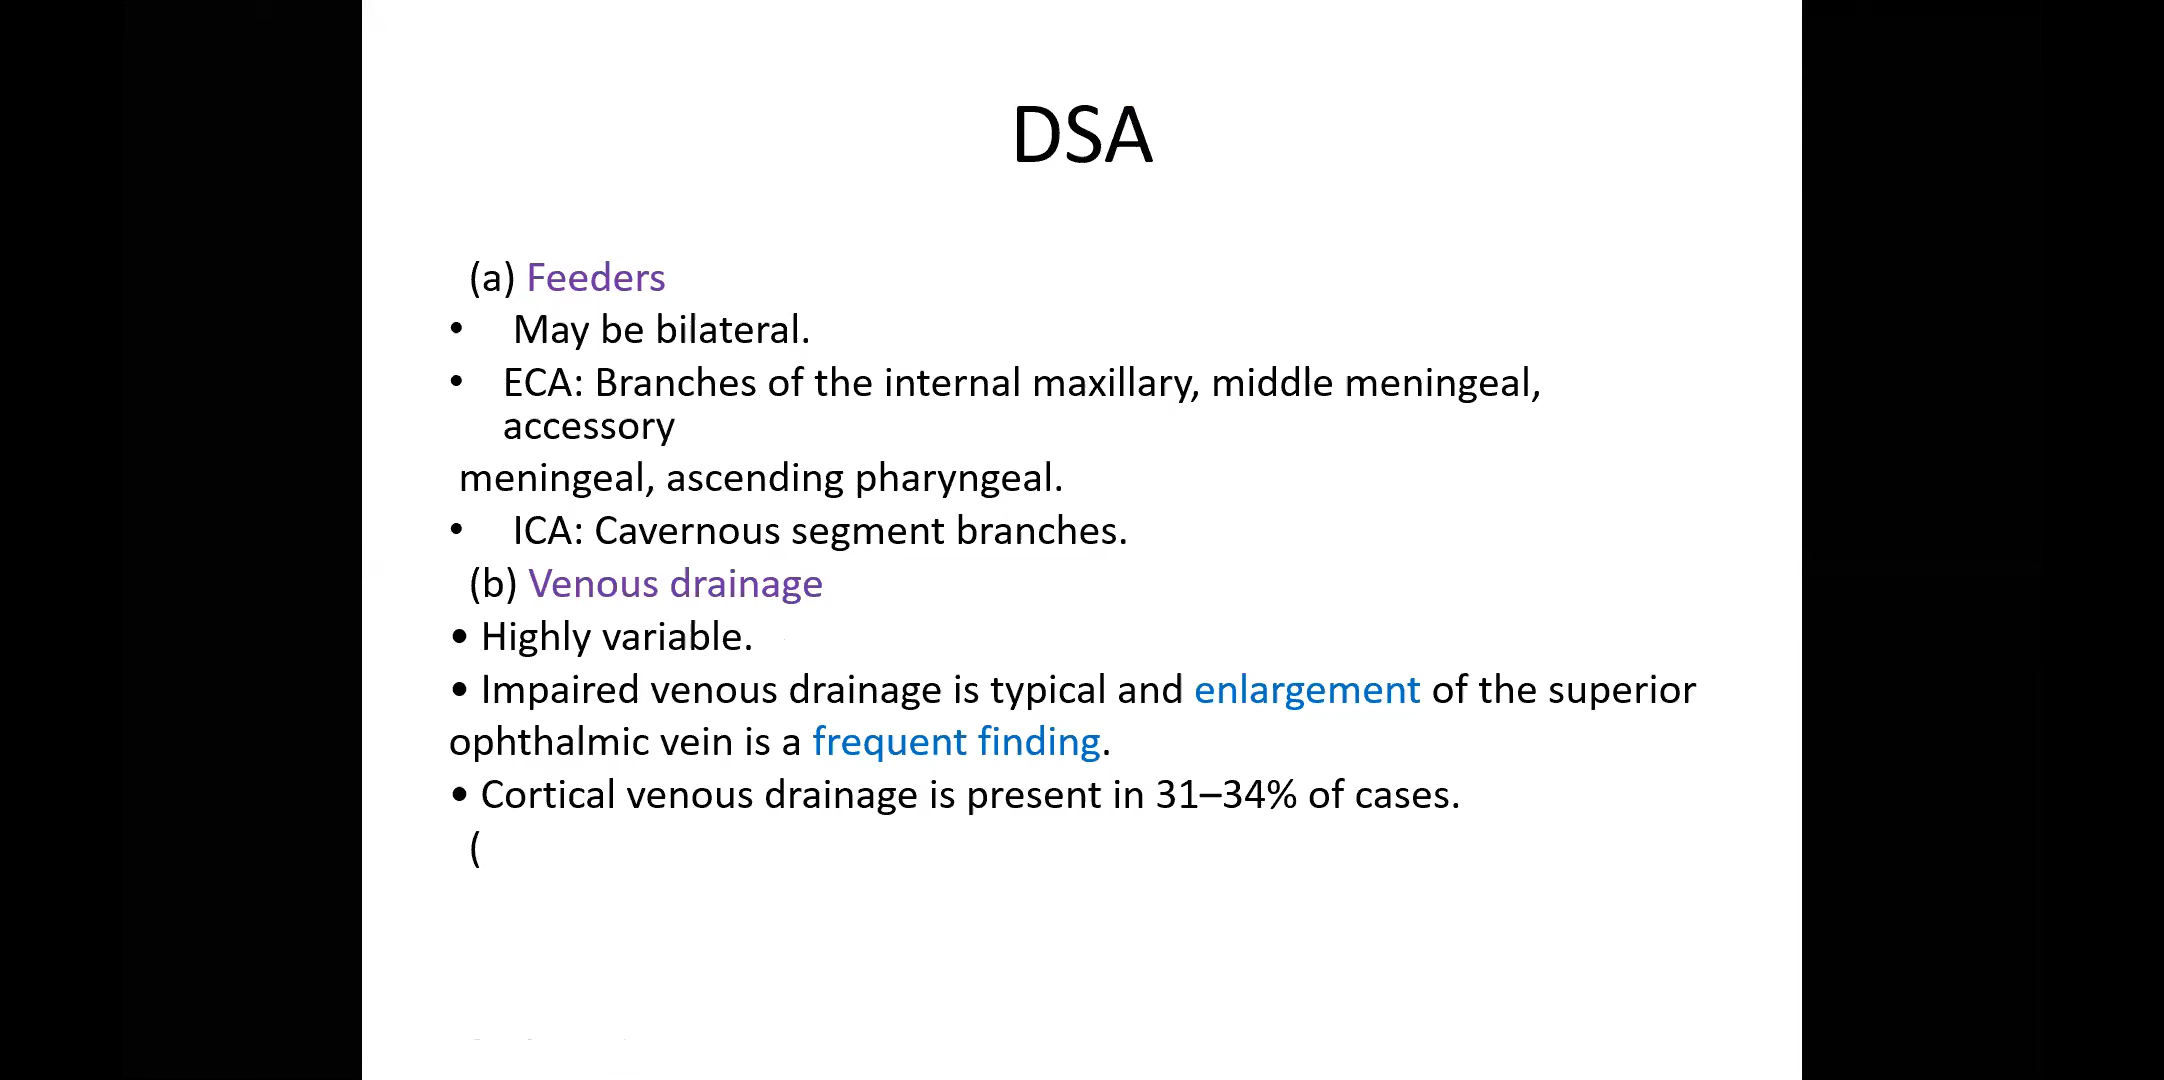 DSA
(a) Feeders
• May be bilateral.
• ECA: Branches of the internal maxillary, middle meningeal,
accessory
meningeal, ascending pharyngeal.
• ICA: Cavernous segment branches.
(b) Venous drainage
• Highly variable.
• Impaired venous drainage is typical and enlargement of the superior
ophthalmic vein is a frequent finding.
• Cortical venous drainage is present in 31–34% of cases.
(